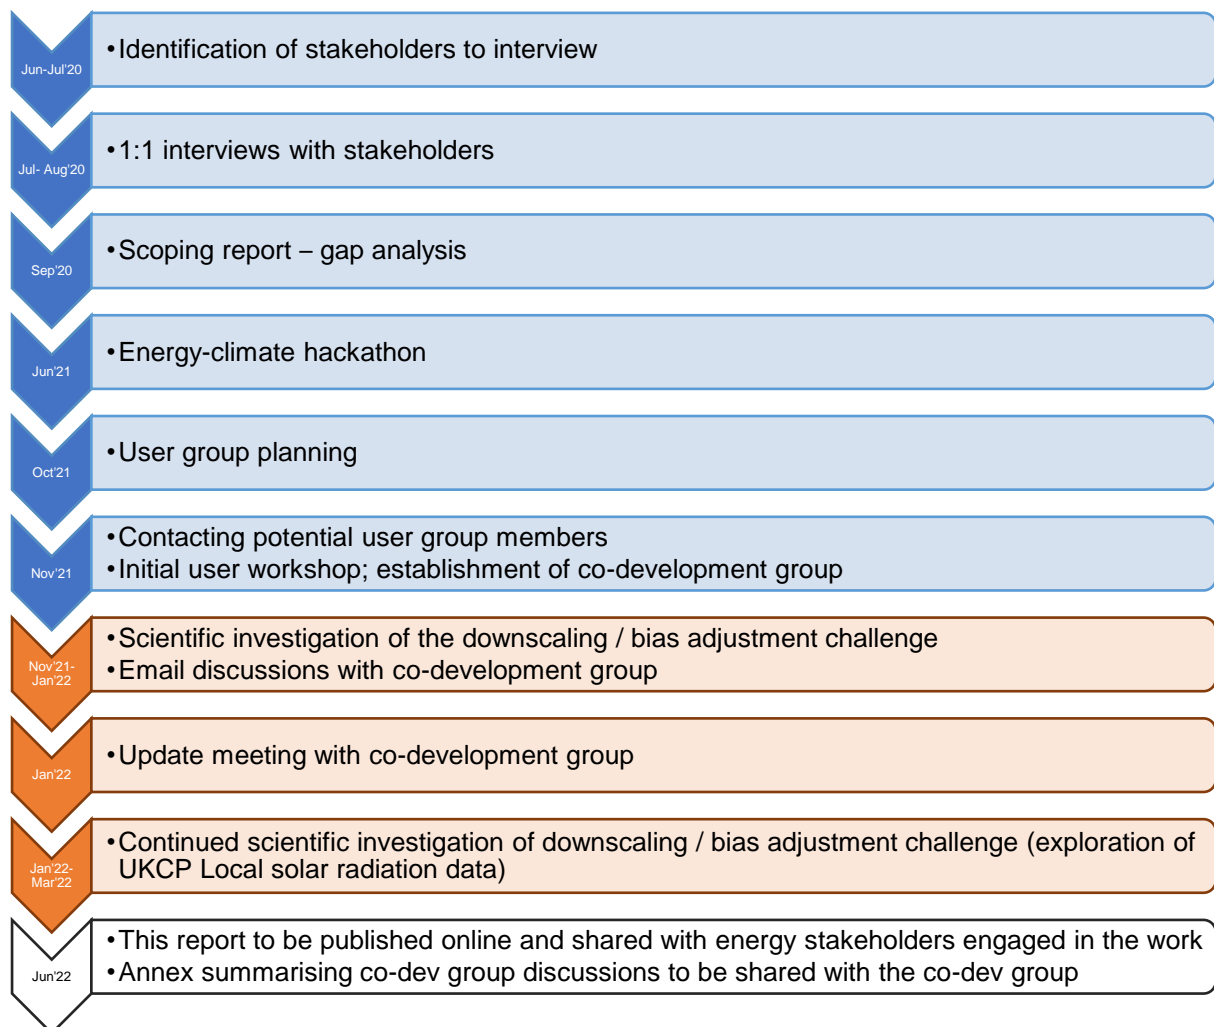 Jun-Jul'20
•Identification of stakeholders to interview
Jul- Aug'20
•1:1 interviews with stakeholders
Sep'20
•Scoping report – gap analysis
Jun'21
•Energy-climate hackathon
Oct'21
•User group planning
Nov'21
•Contacting potential user group members
•Initial user workshop; establishment of co-development group
Nov'21-
Jan'22
•Scientific investigation of the downscaling / bias adjustment challenge
•Email discussions with co-development group
Jan'22
•Update meeting with co-development group
Jan'22-
Mar'22
•Continued scientific investigation of downscaling / bias adjustment challenge (exploration of
UKCP Local solar radiation data)
Jun'22
•This report to be published online and shared with energy stakeholders engaged in the work
•Annex summarising co-dev group discussions to be shared with the co-dev group